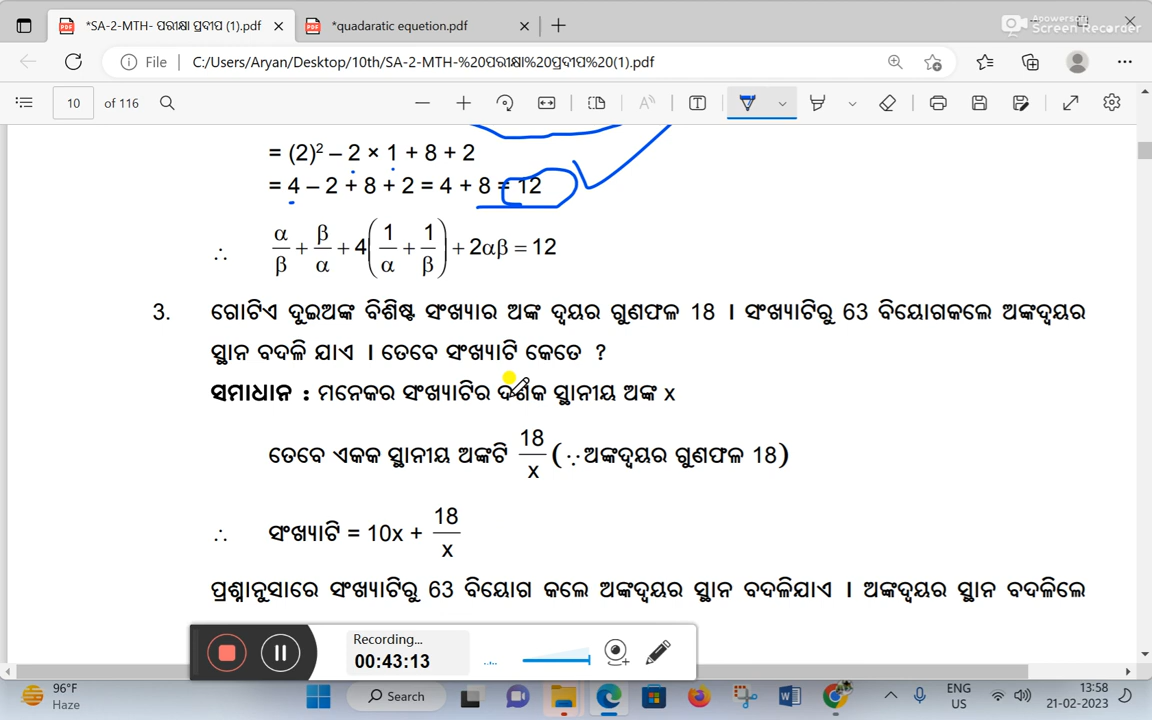 *SA-2-MTH- ପରୀକ୍ଷା ପ୍ରଦୀପ (1).pdf
*quadaratic equetion.pdf
Apowersoft
Screen Recorder
File
C:/Users/Aryan/Desktop/10th/SA-2-MTH-%20ପରୀକ୍ଷା%20ପ୍ରଦୀପ%20(1).pdf
10 of 116
= (2)² – 2 × 1 + 8 + 2
= 4 – 2 + 8 + 2 = 4 + 8 = 12
∴ α/β + β/α + 4(1/α + 1/β) + 2αβ = 12
3. ଗୋଟିଏ ଦୁଇଅଙ୍କ ବିଶିଷ୍ଟ ସଂଖ୍ୟାର ଅଙ୍କ ଦ୍ୱୟର ଗୁଣଫଳ 18 । ସଂଖ୍ୟାଟିରୁ 63 ବିୟୋଗକଲେ ଅଙ୍କଦ୍ୱୟର
ସ୍ଥାନ ବଦଳି ଯାଏ । ତେବେ ସଂଖ୍ୟାଟି କେତେ ?
ସମାଧାନ : ମନେକର ସଂଖ୍ୟାଟିର ଦଶକ ସ୍ଥାନୀୟ ଅଙ୍କ x
ତେବେ ଏକକ ସ୍ଥାନୀୟ ଅଙ୍କଟି 18/x (∵ ଅଙ୍କଦ୍ୱୟର ଗୁଣଫଳ 18)
∴ ସଂଖ୍ୟାଟି = 10x + 18/x
ପ୍ରଶ୍ନାନୁସାରେ ସଂଖ୍ୟାଟିରୁ 63 ବିୟୋଗ କଲେ ଅଙ୍କଦ୍ୱୟର ସ୍ଥାନ ବଦଳିଯାଏ । ଅଙ୍କଦ୍ୱୟର ସ୍ଥାନ ବଦଳିଲେ
Recording...
00:43:13
96°F
Haze
Search
ENG
US
13:58
21-02-2023